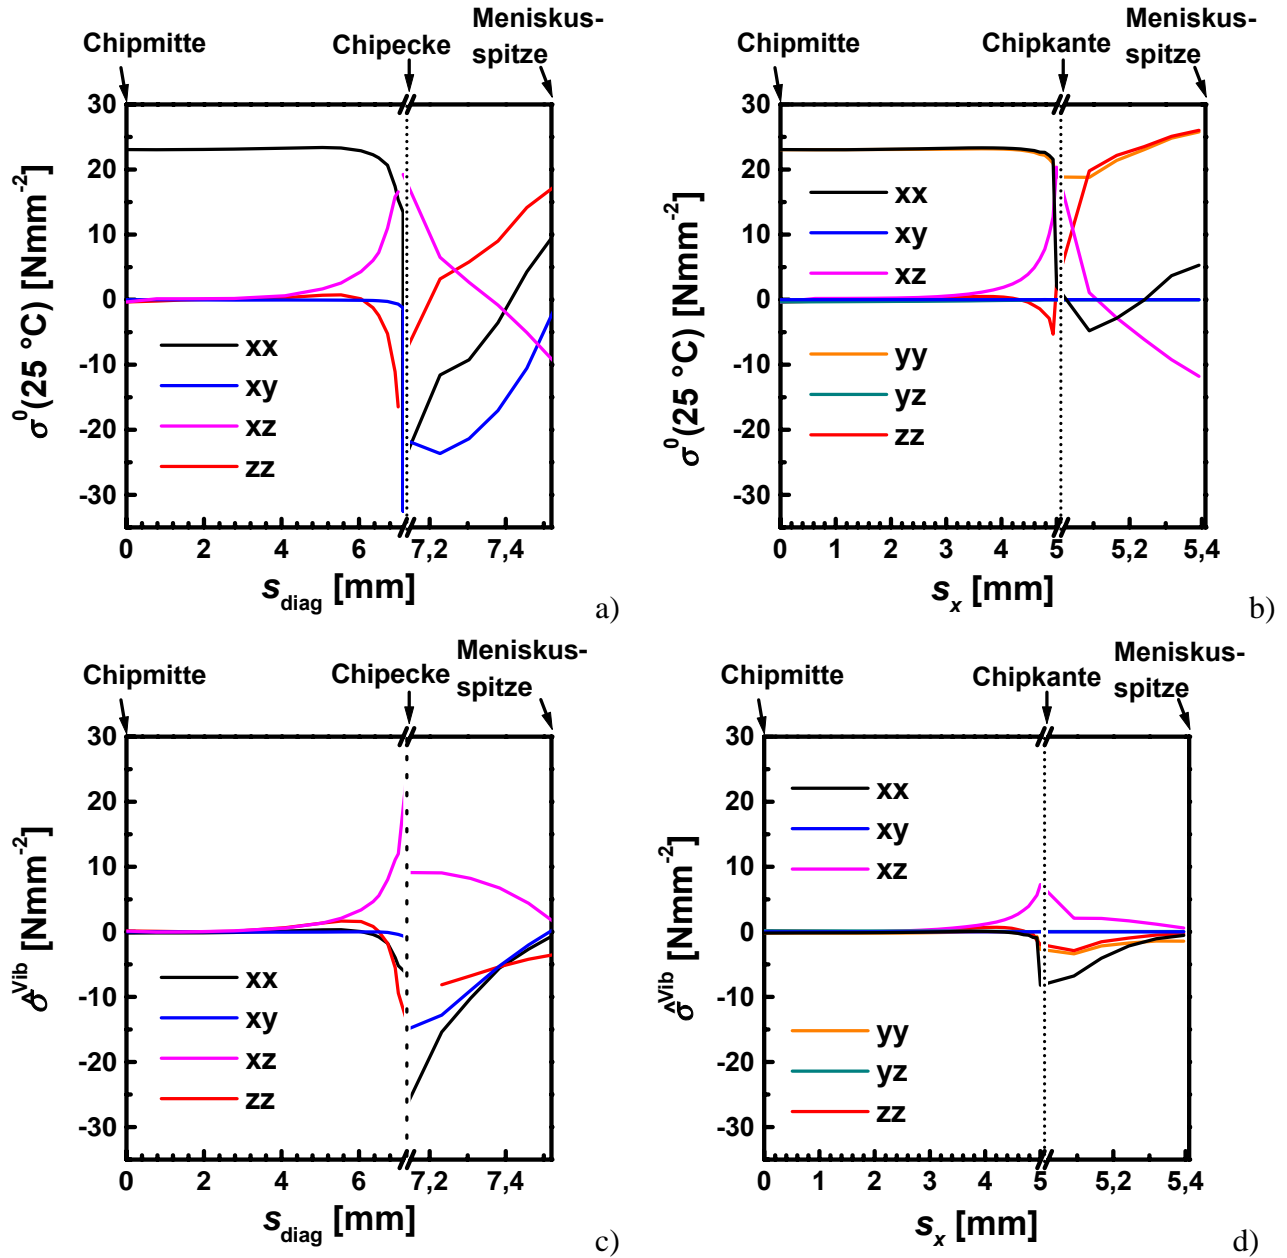 Chipmitte
Chipecke
Meniskus-
spitze
30
20
10
0
-10
-20
-30
σ⁰(25 °C) [Nmm⁻²]
xx
xy
xz
zz
0 2 4 6 7,2 7,4
s_diag [mm]
a)
Chipmitte
Chipkante
Meniskus-
spitze
30
20
10
0
-10
-20
-30
σ⁰(25 °C) [Nmm⁻²]
xx
xy
xz
yy
yz
zz
0 1 2 3 4 5 5,2 5,4
s_x [mm]
b)
Chipmitte
Chipecke
Meniskus-
spitze
30
20
10
0
-10
-20
-30
σ̂^Vib [Nmm⁻²]
xx
xy
xz
zz
0 2 4 6 7,2 7,4
s_diag [mm]
c)
Chipmitte
Chipkante
Meniskus-
spitze
30
20
10
0
-10
-20
-30
σ̂^Vib [Nmm⁻²]
xx
xy
xz
yy
yz
zz
0 1 2 3 4 5 5,2 5,4
s_x [mm]
d)